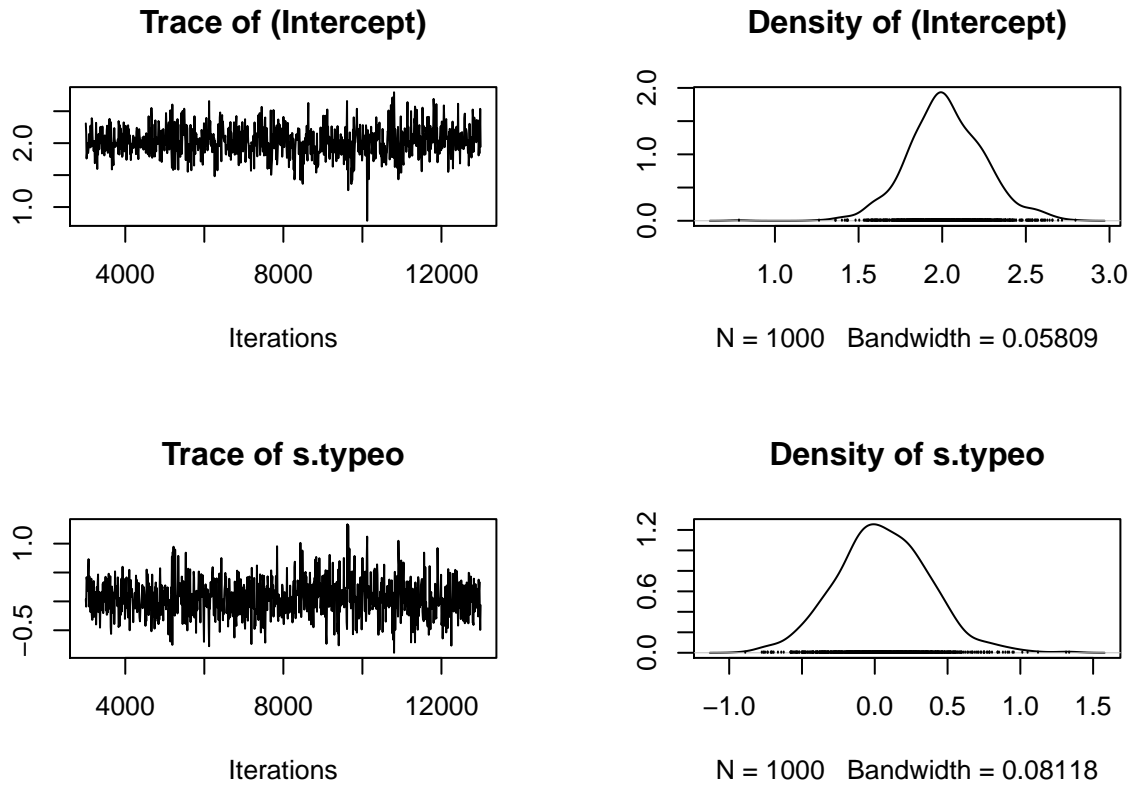 Trace of (Intercept)
1.0 2.0
4000 8000 12000
Iterations
Density of (Intercept)
0.0 1.0 2.0
1.0 1.5 2.0 2.5 3.0
N = 1000 Bandwidth = 0.05809
Trace of s.typeo
−0.5 1.0
4000 8000 12000
Iterations
Density of s.typeo
0.0 0.6 1.2
−1.0 0.0 0.5 1.0 1.5
N = 1000 Bandwidth = 0.08118